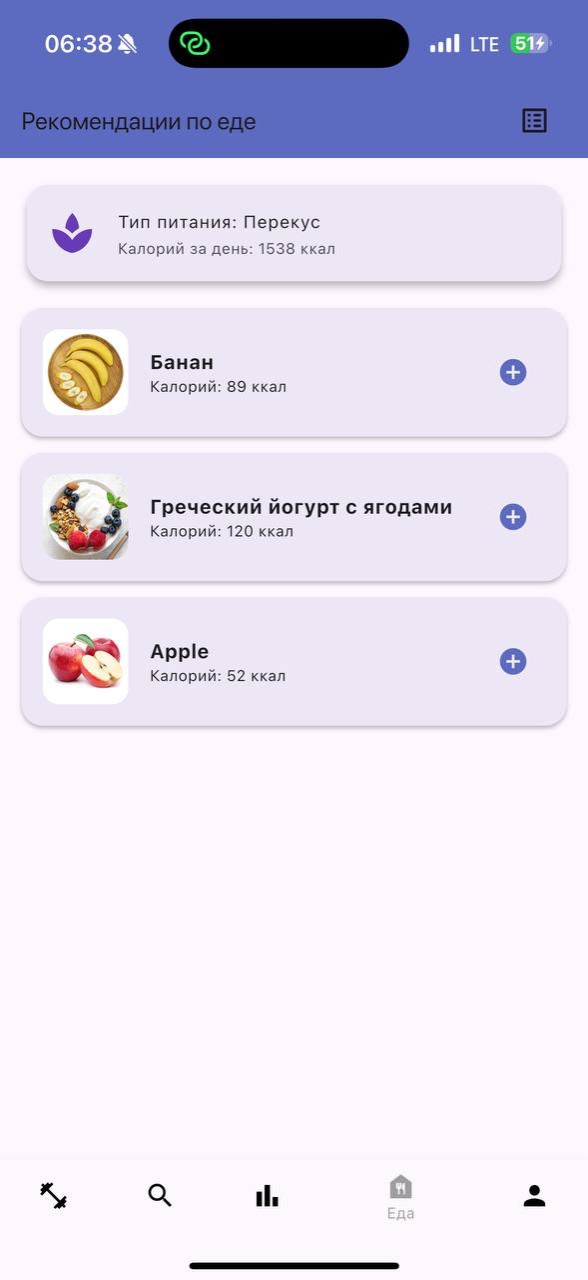 06:38
LTE
51
Рекомендации по еде
Тип питания: Перекус
Калорий за день: 1538 ккал
Банан
Калорий: 89 ккал
Греческий йогурт с ягодами
Калорий: 120 ккал
Apple
Калорий: 52 ккал
Еда